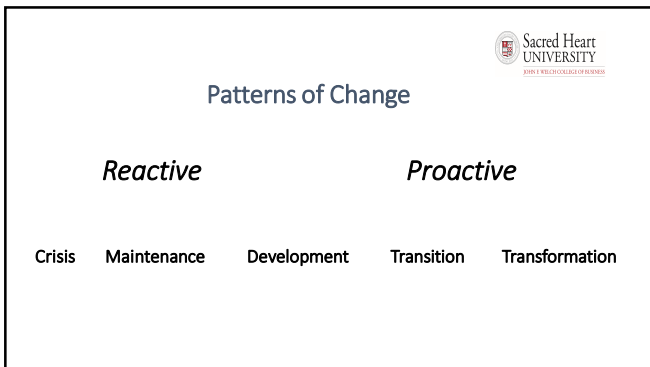 Sacred Heart
UNIVERSITY
JOHN F. WELCH COLLEGE OF BUSINESS
Patterns of Change
Reactive Proactive
Crisis Maintenance Development Transition Transformation